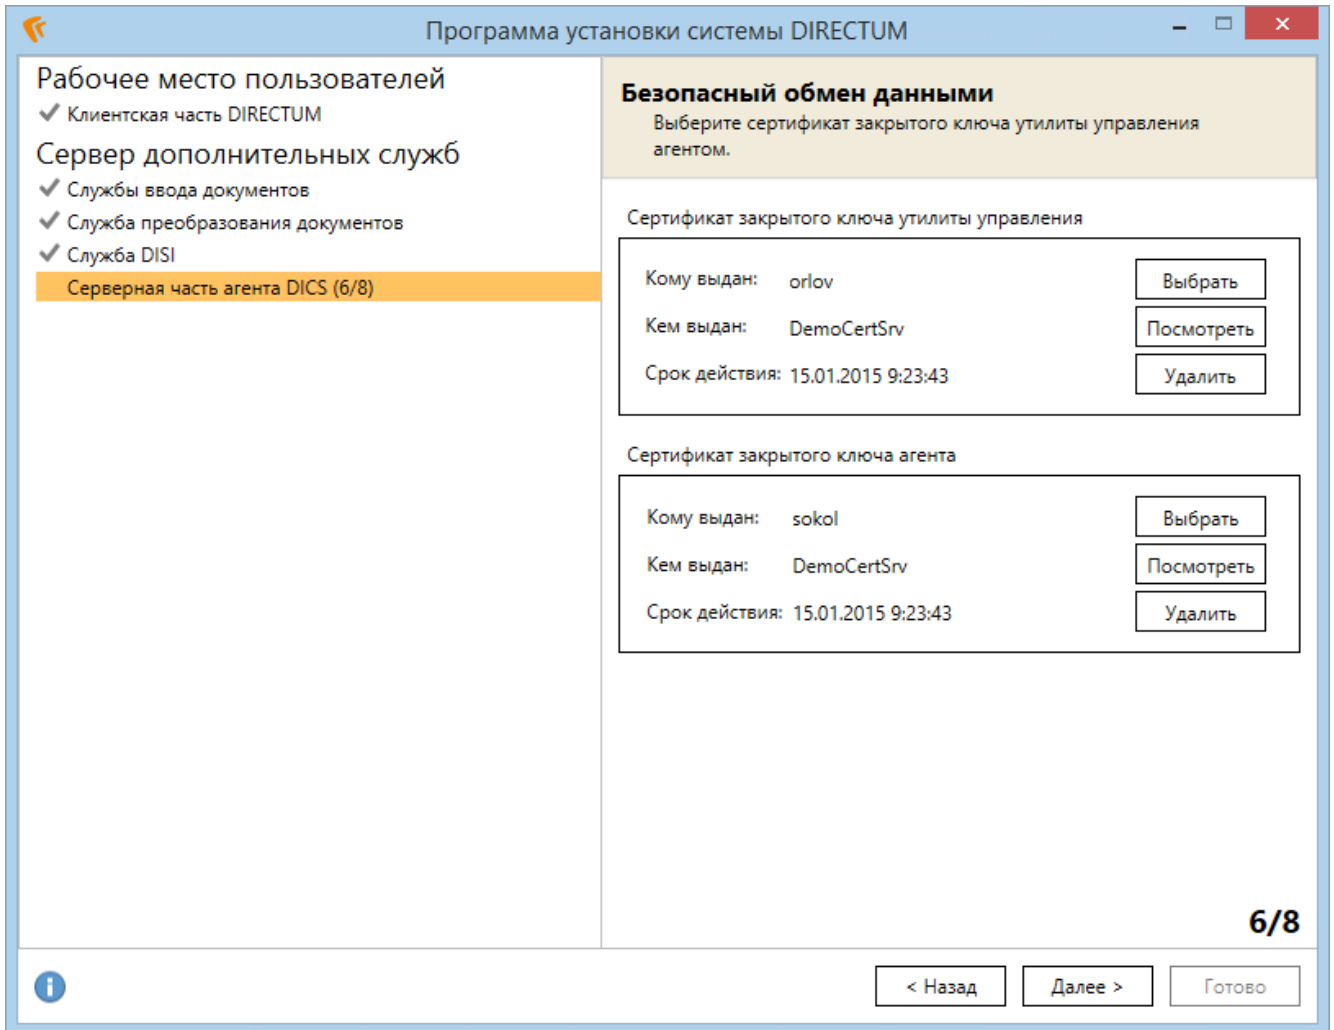 Программа установки системы DIRECTUM
Рабочее место пользователей
Клиентская часть DIRECTUM
Сервер дополнительных служб
Службы ввода документов
Служба преобразования документов
Служба DISI
Серверная часть агента DICS (6/8)
Безопасный обмен данными
Выберите сертификат закрытого ключа утилиты управления
агентом.
Сертификат закрытого ключа утилиты управления
Кому выдан: orlov Выбрать
Кем выдан: DemoCertSrv Посмотреть
Срок действия: 15.01.2015 9:23:43 Удалить
Сертификат закрытого ключа агента
Кому выдан: sokol Выбрать
Кем выдан: DemoCertSrv Посмотреть
Срок действия: 15.01.2015 9:23:43 Удалить
6/8
< Назад Далее > Готово